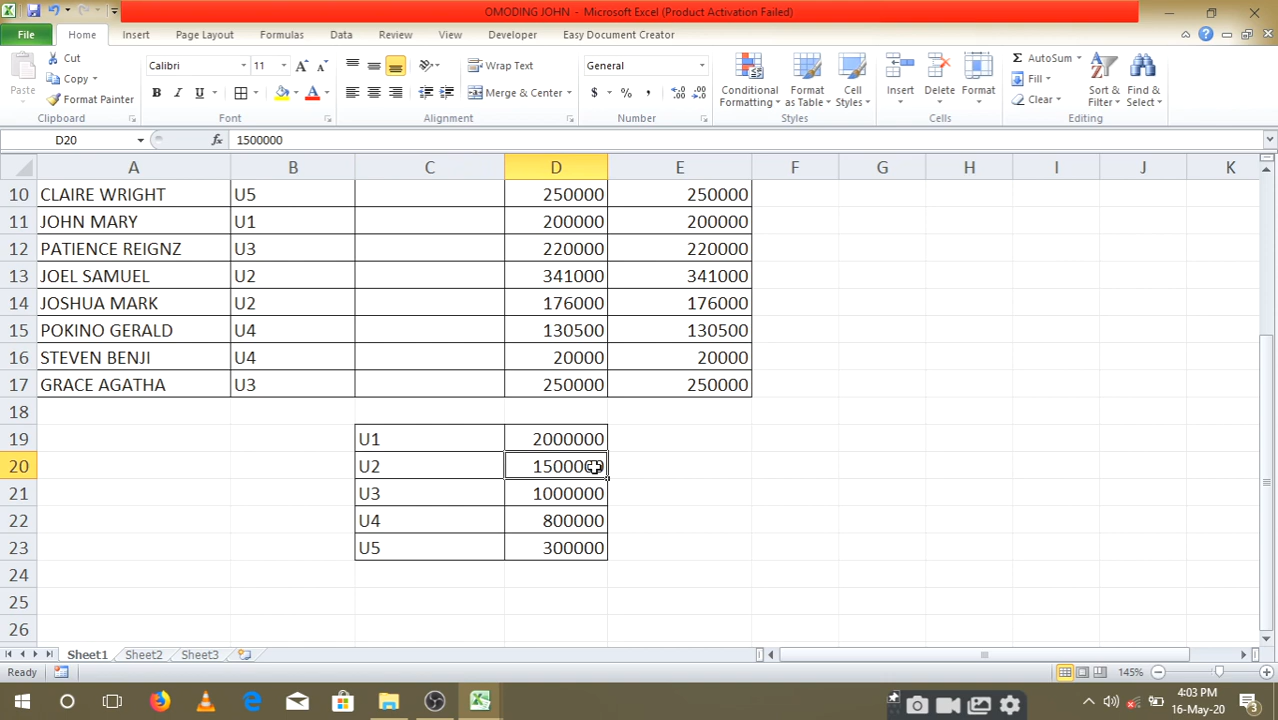 OMODING JOHN - Microsoft Excel (Product Activation Failed)
File Home Insert Page Layout Formulas Data Review View Developer Easy Document Creator
Paste Cut Copy Format Painter Clipboard
Calibri 11 B I U Font
Wrap Text Merge & Center Alignment
General $ % , Number
Conditional Formatting Format as Table Cell Styles Styles
Insert Delete Format Cells
AutoSum Fill Clear Sort & Filter Find & Select Editing
D20 fx 1500000
A B C D E F G H I J K
10 CLAIRE WRIGHT U5 250000 250000
11 JOHN MARY U1 200000 200000
12 PATIENCE REIGNZ U3 220000 220000
13 JOEL SAMUEL U2 341000 341000
14 JOSHUA MARK U2 176000 176000
15 POKINO GERALD U4 130500 130500
16 STEVEN BENJI U4 20000 20000
17 GRACE AGATHA U3 250000 250000
18
19 U1 2000000
20 U2 1500000
21 U3 1000000
22 U4 800000
23 U5 300000
24
25
26
Sheet1 Sheet2 Sheet3
Ready 145%
4:03 PM
16-May-20
3